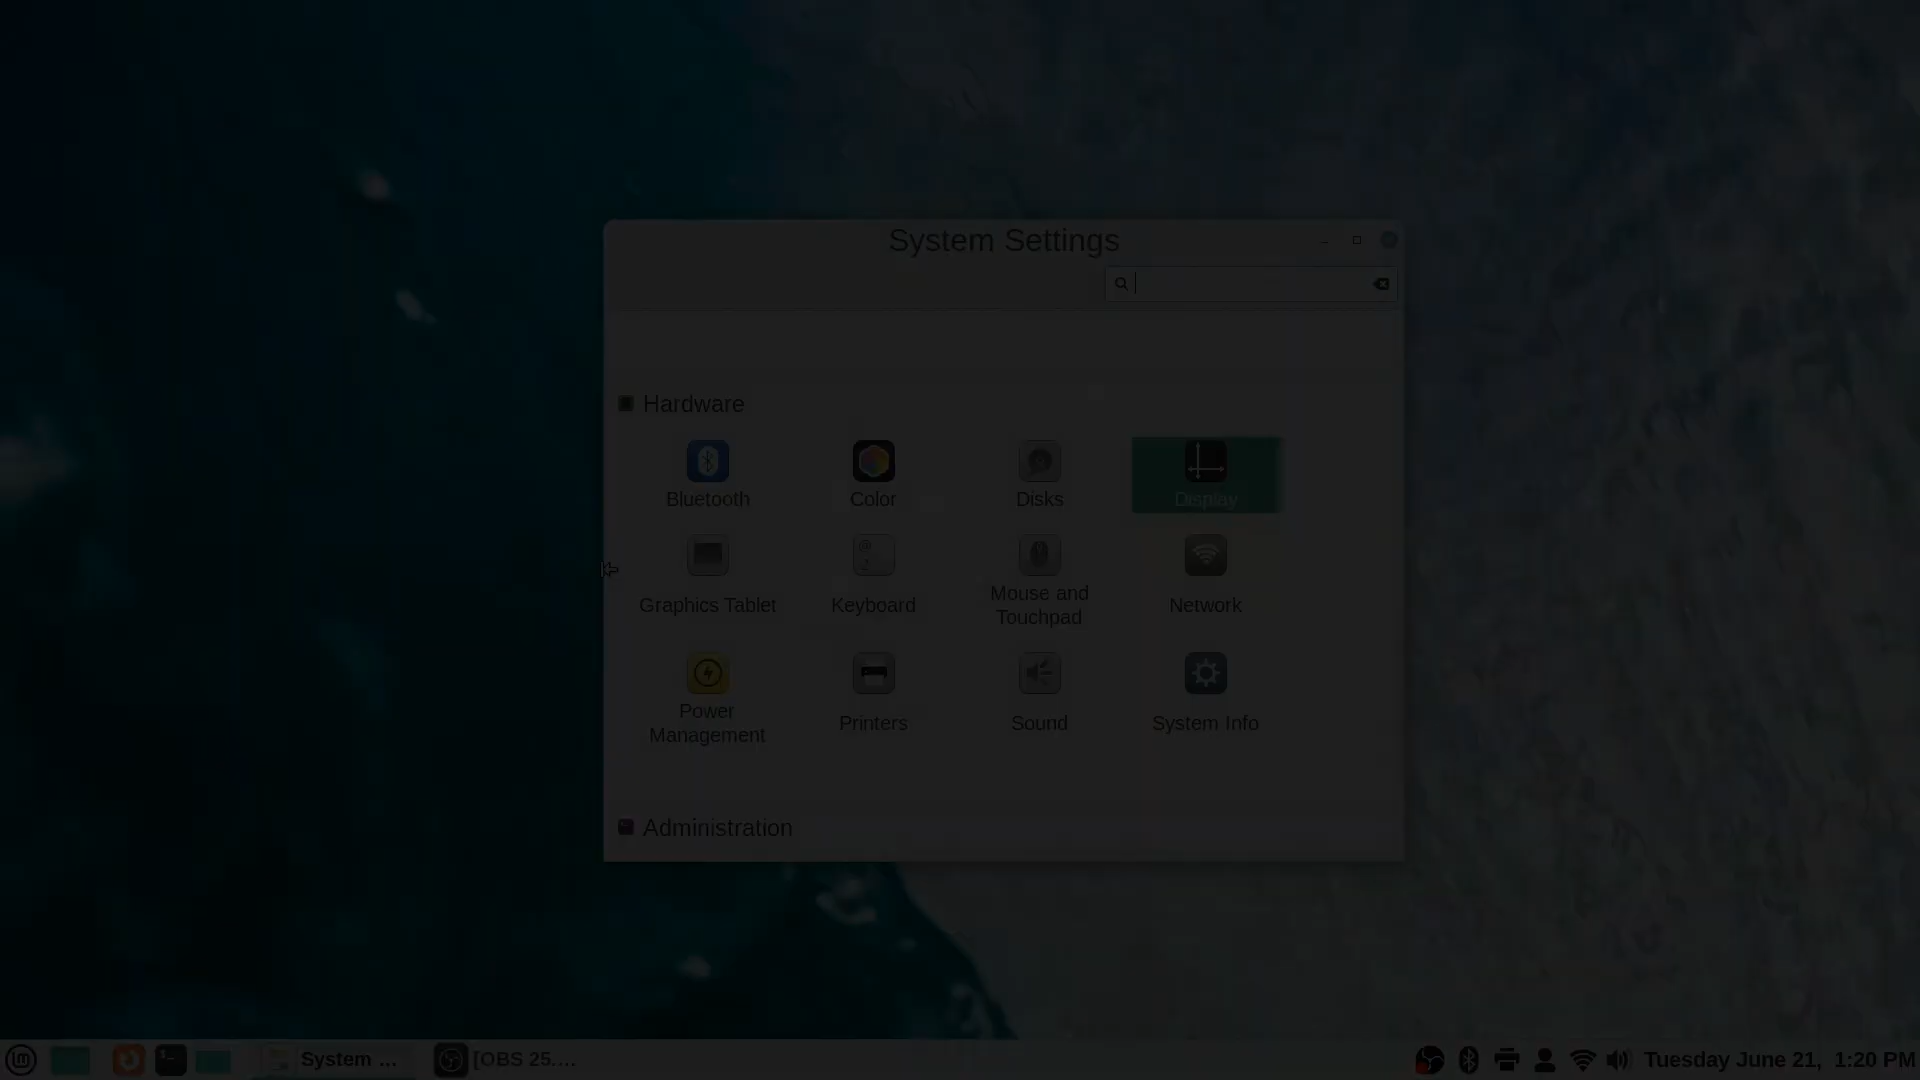 System Settings
Hardware
Bluetooth
Color
Disks
Display
Graphics Tablet
Keyboard
Mouse and
Touchpad
Network
Power
Management
Printers
Sound
System Info
Administration
System ...
[OBS 25....
Tuesday June 21, 1:20 PM